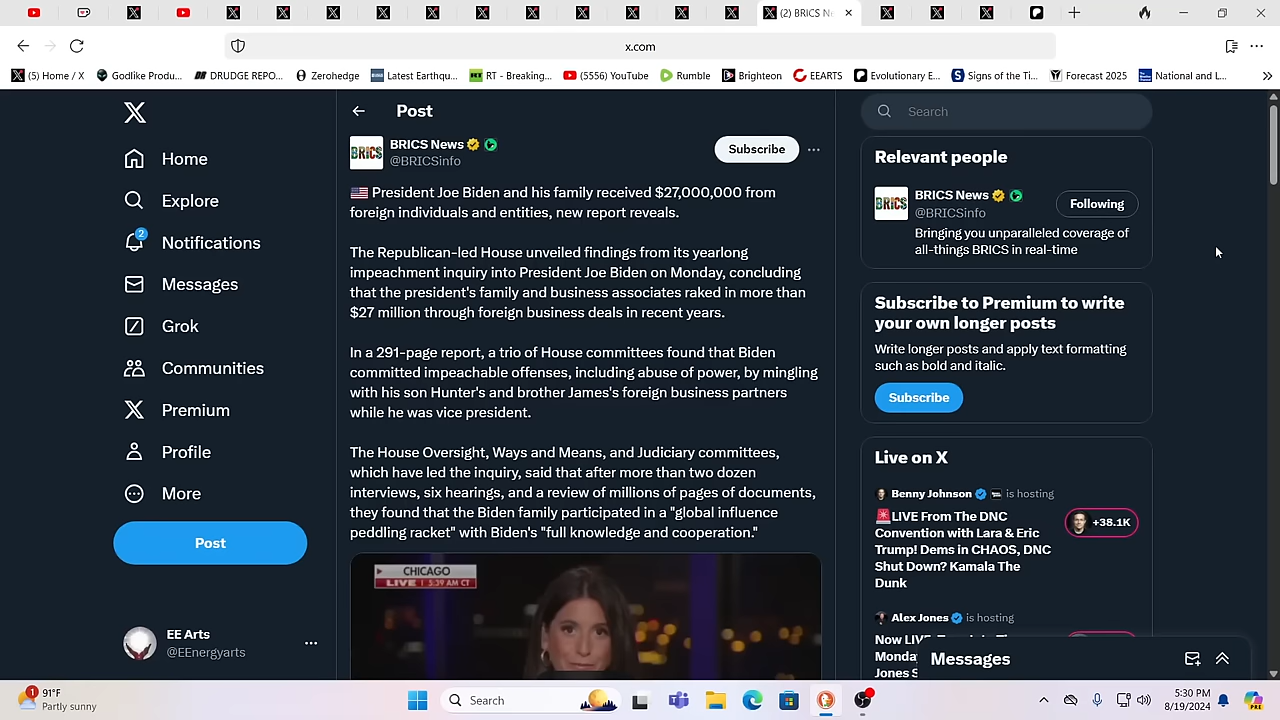 (2) BRICS Ne
x.com
(5) Home / X
Godlike Produ...
DRUDGE REPO...
Zerohedge
Latest Earthqu...
RT - Breaking...
(5556) YouTube
Rumble
Brighteon
EEARTS
Evolutionary E...
Signs of the Ti...
Forecast 2025
National and L...
Post
BRICS News
@BRICSinfo
Subscribe
President Joe Biden and his family received $27,000,000 from
foreign individuals and entities, new report reveals.
The Republican-led House unveiled findings from its yearlong
impeachment inquiry into President Joe Biden on Monday, concluding
that the president's family and business associates raked in more than
$27 million through foreign business deals in recent years.
In a 291-page report, a trio of House committees found that Biden
committed impeachable offenses, including abuse of power, by mingling
with his son Hunter's and brother James's foreign business partners
while he was vice president.
The House Oversight, Ways and Means, and Judiciary committees,
which have led the inquiry, said that after more than two dozen
interviews, six hearings, and a review of millions of pages of documents,
they found that the Biden family participated in a "global influence
peddling racket" with Biden's "full knowledge and cooperation."
CHICAGO
LIVE | 5:39 AM CT
Home
Explore
2
Notifications
Messages
Grok
Communities
Premium
Profile
More
Post
EE Arts
@EEnergyarts
Search
Relevant people
BRICS
BRICS News
@BRICSinfo
Following
Bringing you unparalleled coverage of
all-things BRICS in real-time
Subscribe to Premium to write
your own longer posts
Write longer posts and apply text formatting
such as bold and italic.
Subscribe
Live on X
Benny Johnson is hosting
LIVE From The DNC
Convention with Lara & Eric
Trump! Dems in CHAOS, DNC
Shut Down? Kamala The
Dunk
+38.1K
Alex Jones is hosting
Monday
Jones S
Messages
1
91°F
Partly sunny
Search
5:30 PM
8/19/2024